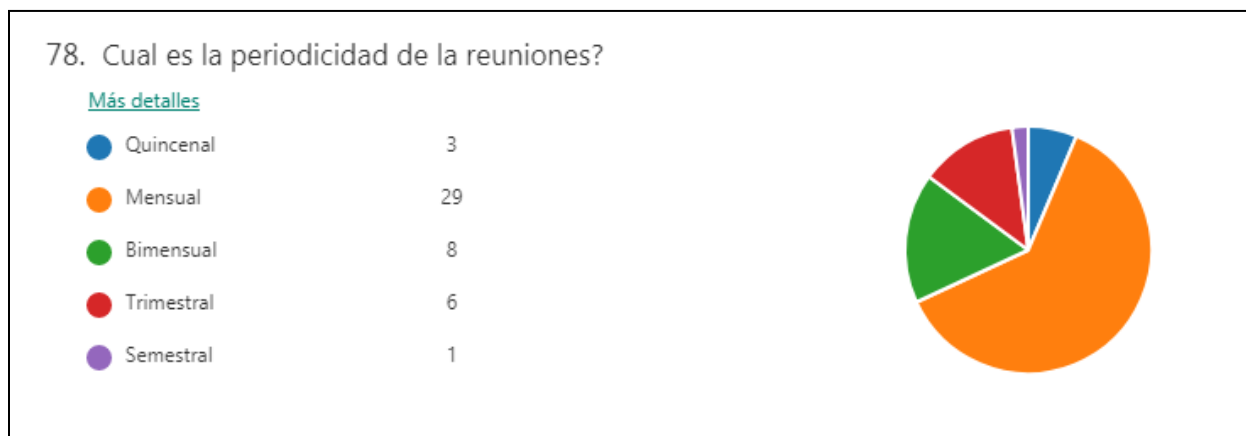 78. Cual es la periodicidad de la reuniones?
Más detalles
Quincenal 3
Mensual 29
Bimensual 8
Trimestral 6
Semestral 1